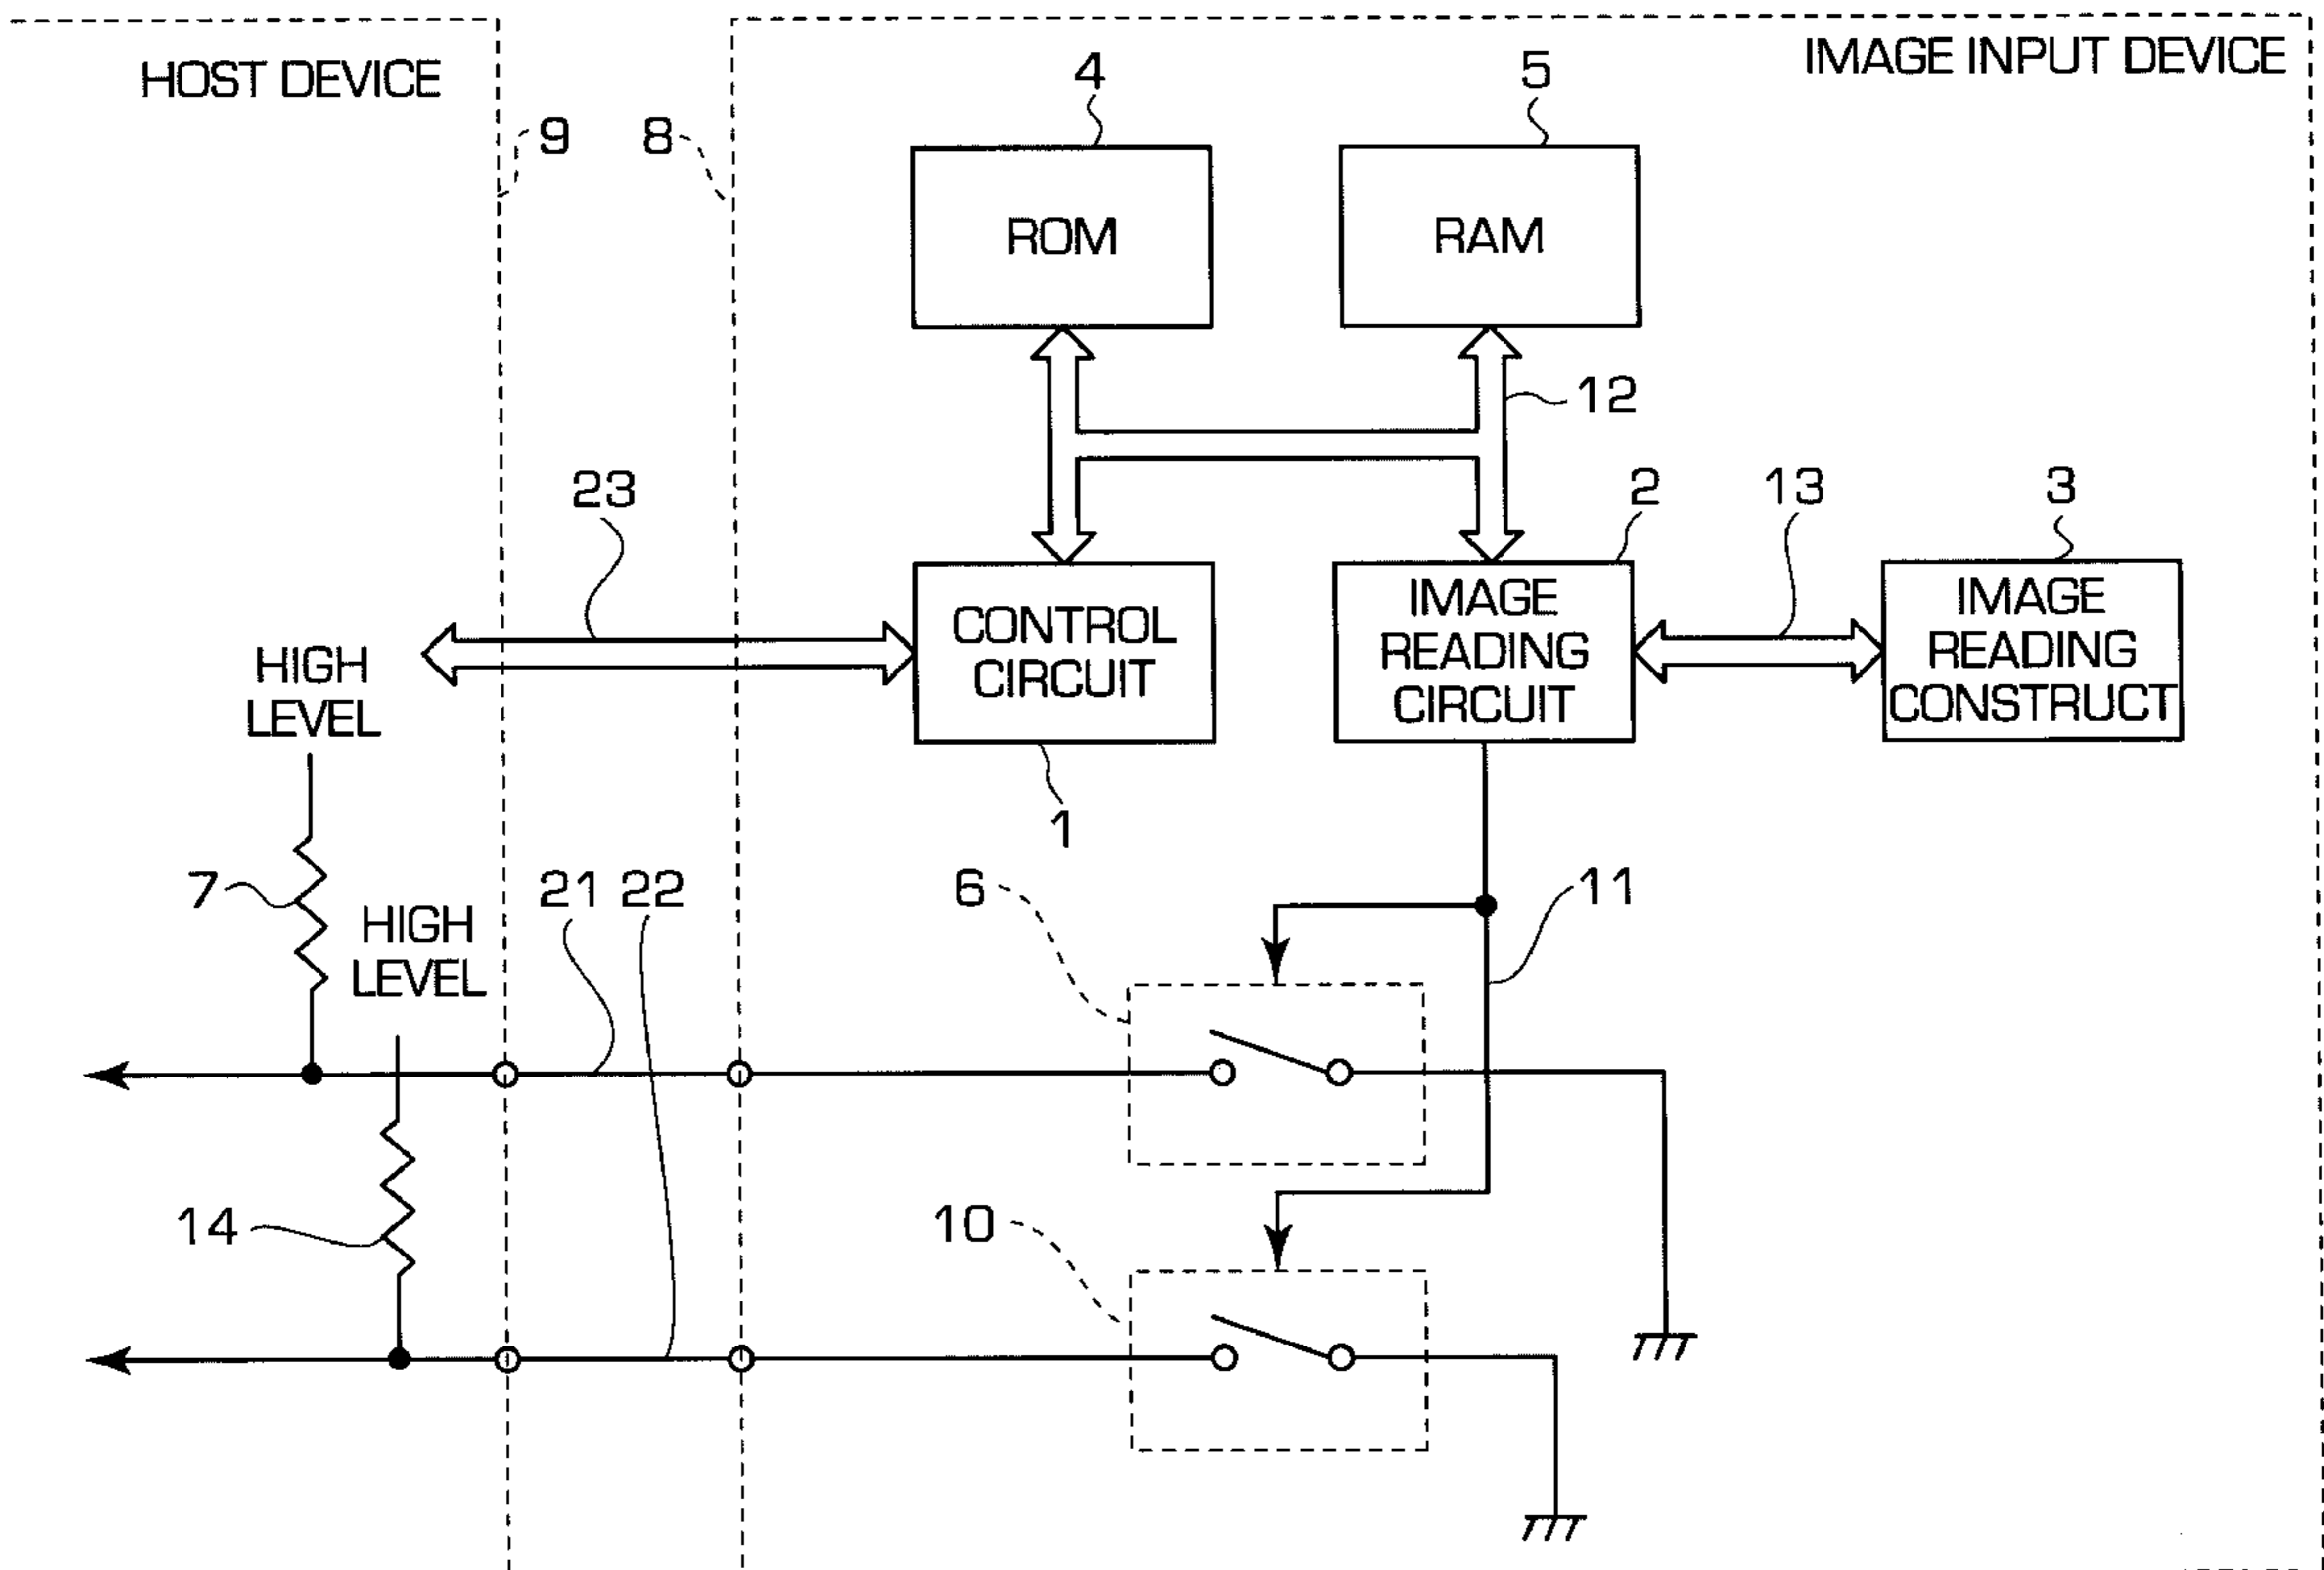 HOST DEVICE
IMAGE INPUT DEVICE
4
5
9
8
ROM
RAM
12
23
2
13
3
CONTROL
CIRCUIT
IMAGE
READING
CIRCUIT
IMAGE
READING
CONSTRUCT
HIGH
LEVEL
1
7
21
22
6
11
HIGH
LEVEL
14
10